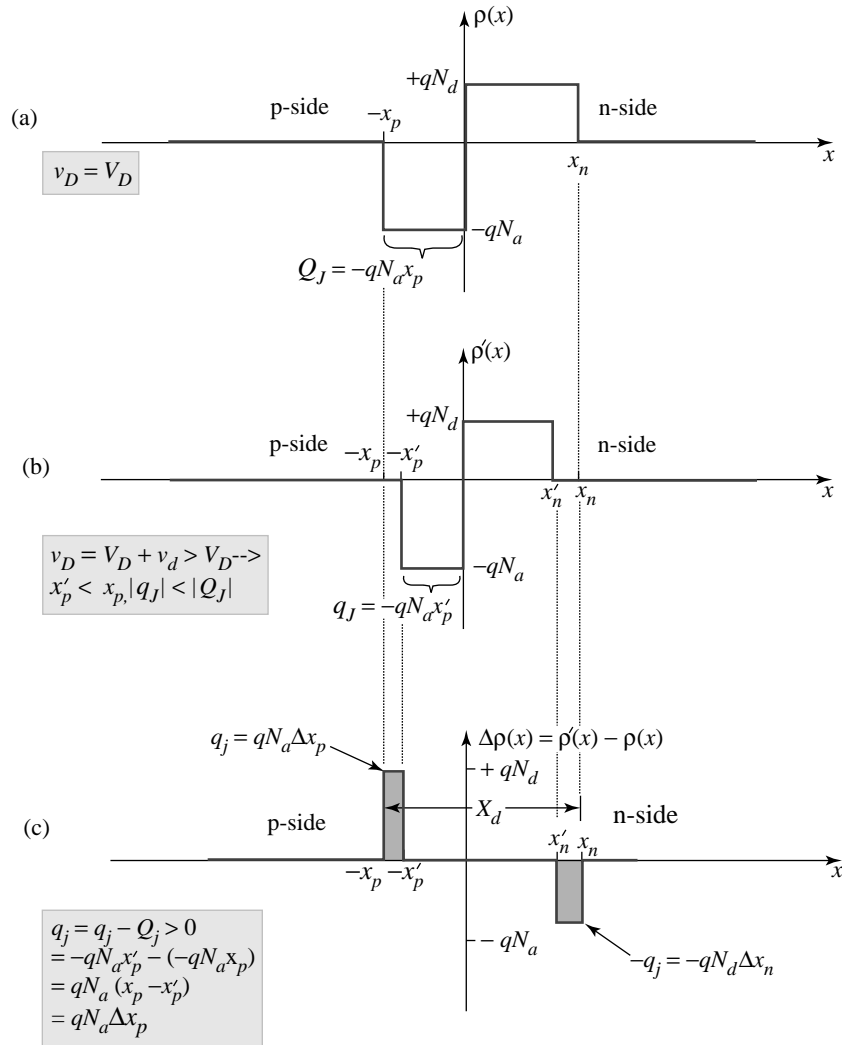 ρ(x)
+qN_d
p-side
n-side
−x_p
(a)
x
x_n
v_D = V_D
−qN_a
Q_J = −qN_a x_p
ρ′(x)
+qN_d
p-side
n-side
−x_p −x′_p
(b)
x′_n x_n
x
v_D = V_D + v_d > V_D-->
x′_p < x_p, |q_J| < |Q_J|
−qN_a
q_J = −qN_a x′_p
q_j = qN_a Δx_p
Δρ(x) = ρ′(x) − ρ(x)
+ qN_d
X_d
p-side
n-side
(c)
x′_n x_n
−x_p −x′_p
x
q_j = q_j − Q_j > 0
= −qN_a x′_p − (−qN_a x_p)
= qN_a (x_p − x′_p)
= qN_a Δx_p
− qN_a
−q_j = −qN_d Δx_n